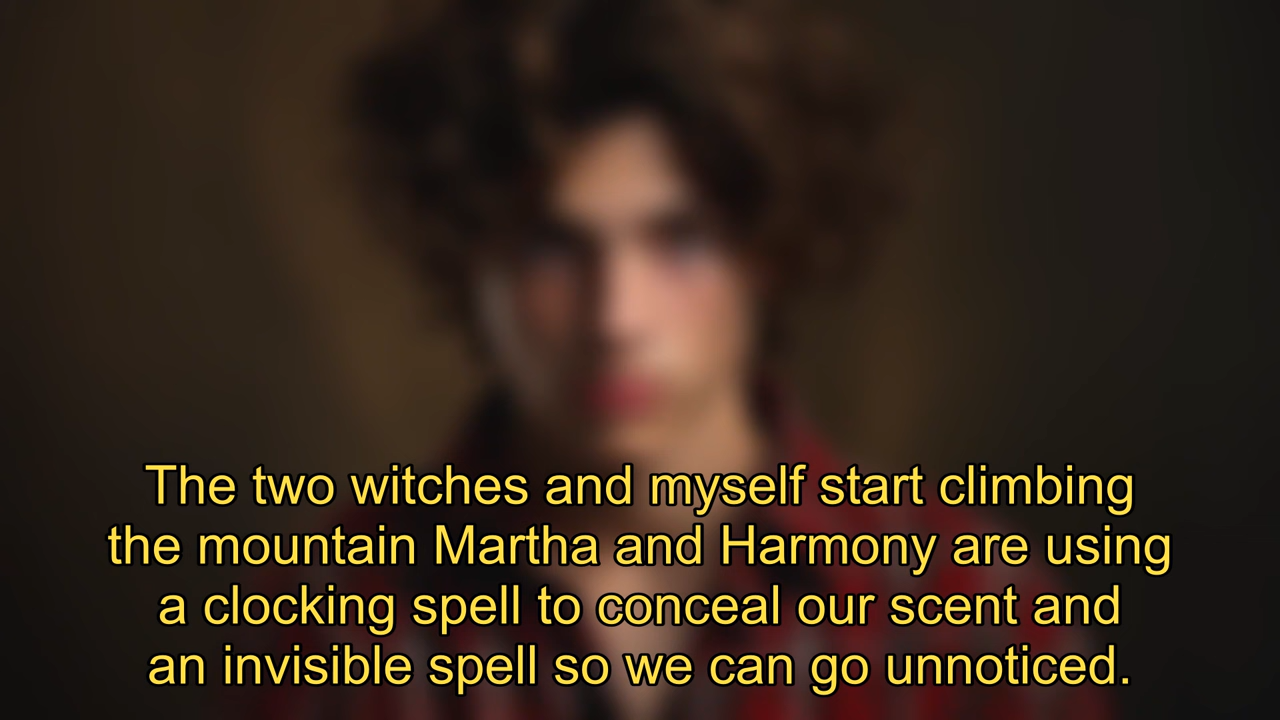 The two witches and myself start climbing
the mountain Martha and Harmony are using
a clocking spell to conceal our scent and
an invisible spell so we can go unnoticed.